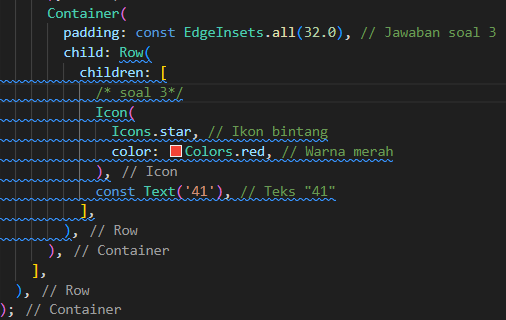 Container(
padding: const EdgeInsets.all(32.0), // Jawaban soal 3
child: Row(
children: [
/* soal 3*/
Icon(
Icons.star, // Ikon bintang
color: Colors.red, // Warna merah
), // Icon
const Text('41'), // Teks "41"
],
), // Row
), // Container
],
), // Row
); // Container